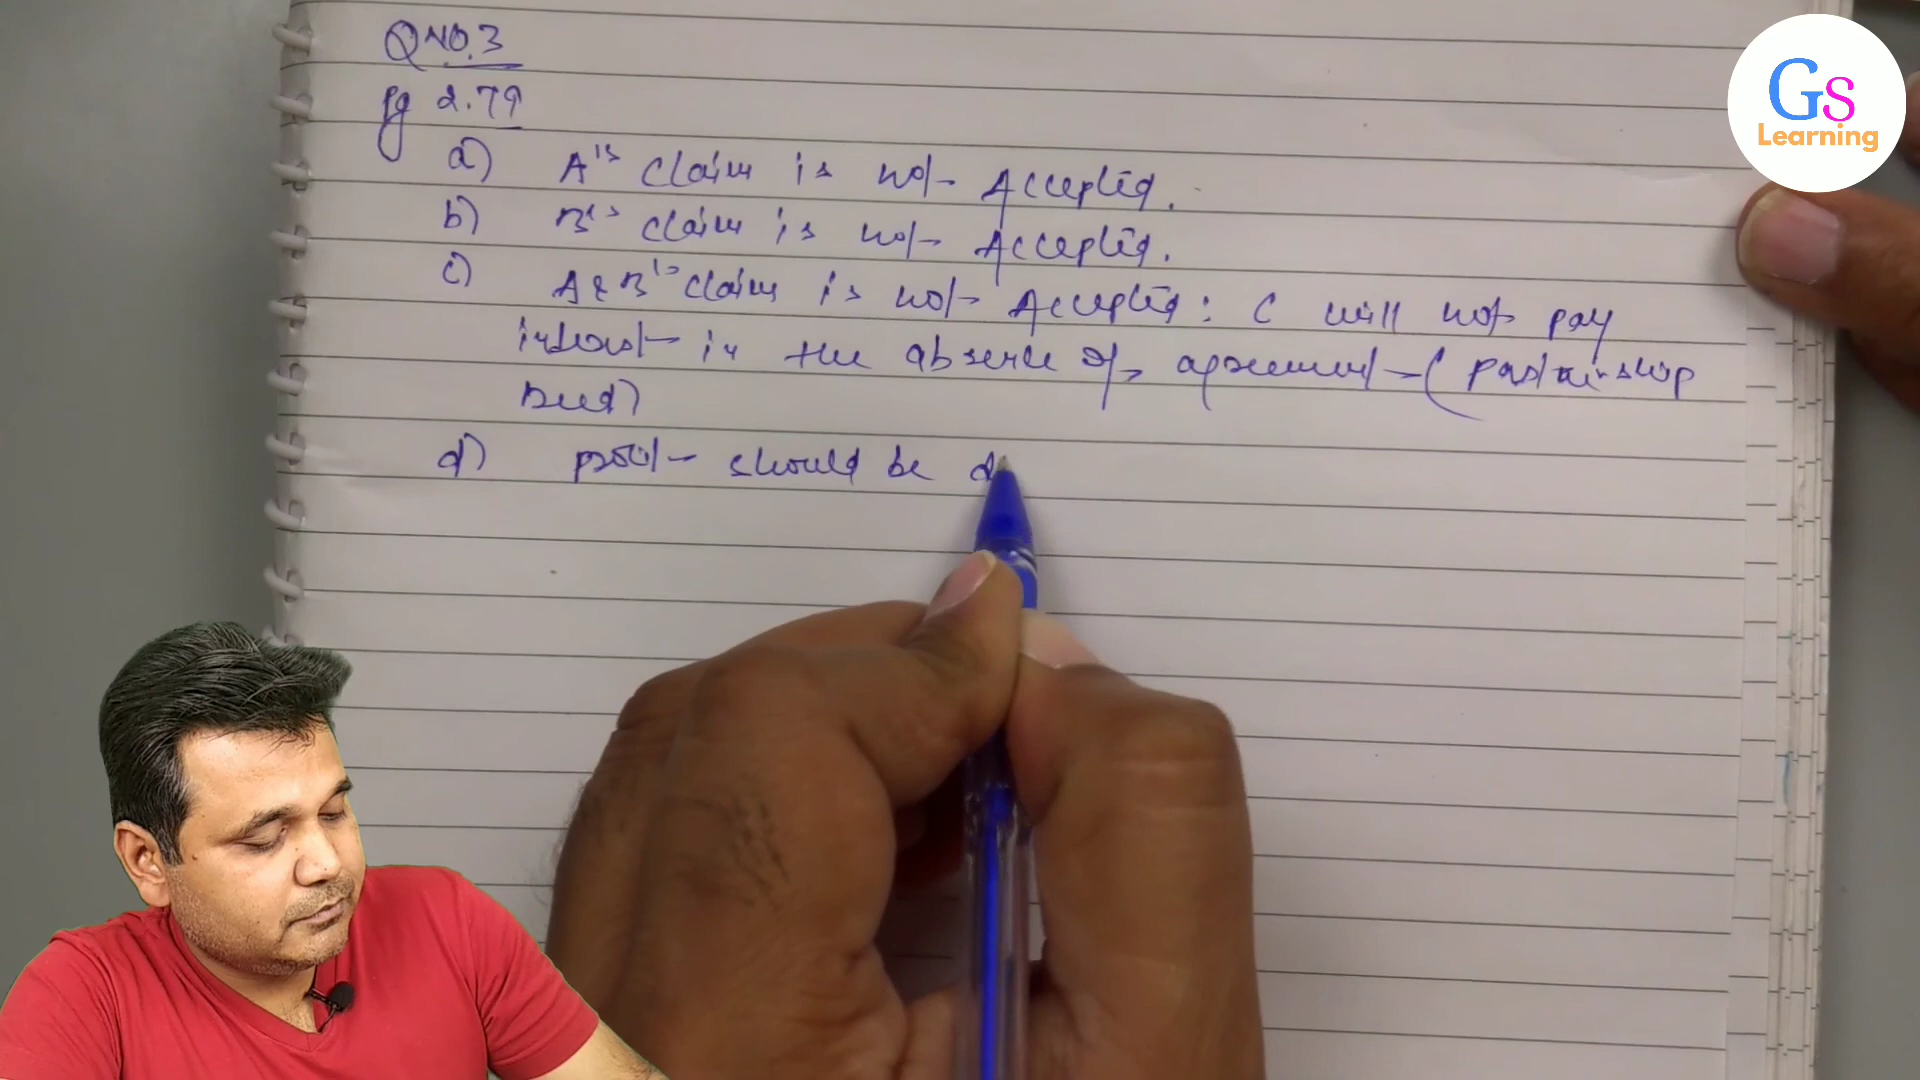 Q No. 3
Pg 2.79
a) A's claim is not Accepted.
b) B's claim is not Accepted.
c) A & B's claim is not Accepted: C will not pay
interest in the absence of agreement (partnership
Deed)
d) profit should be d
GS
Learning